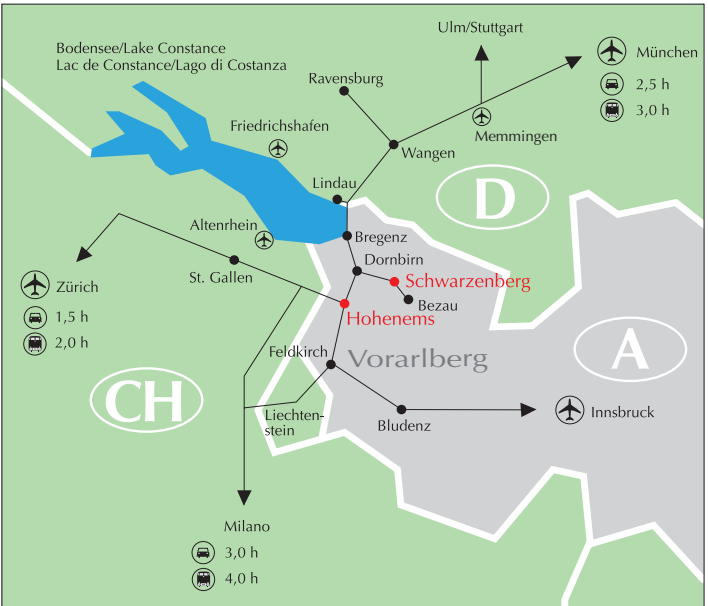 Ulm/Stuttgart
Bodensee/Lake Constance
Lac de Constance/Lago di Costanza
München
2,5 h
3,0 h
Ravensburg
Friedrichshafen
Memmingen
Wangen
Lindau
D
Altenrhein
Bregenz
Dornbirn
St. Gallen
Schwarzenberg
Zürich
1,5 h
2,0 h
Bezau
Hohenems
Feldkirch
Vorarlberg
A
CH
Liechten-
stein
Bludenz
Innsbruck
Milano
3,0 h
4,0 h